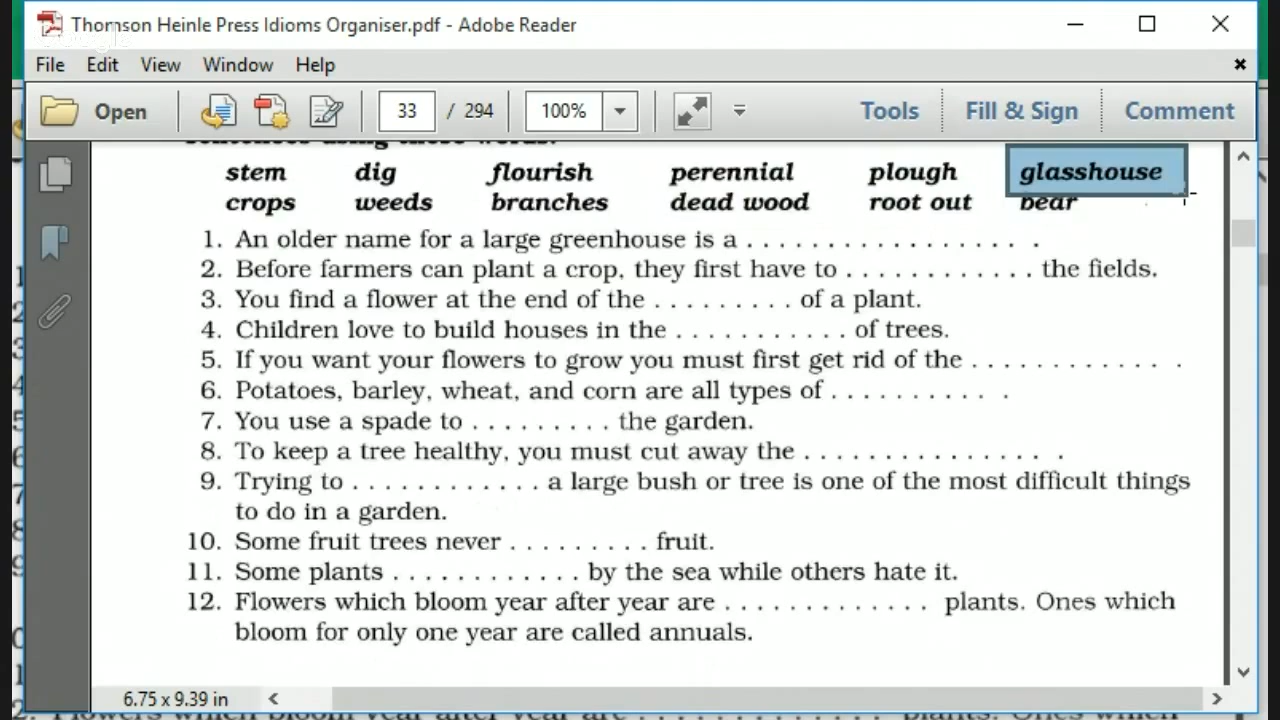 Thomson Heinle Press Idioms Organiser.pdf - Adobe Reader
File Edit View Window Help
Open 33 / 294 100% Tools Fill & Sign Comment
sentences using these words:
stem dig flourish perennial plough glasshouse
crops weeds branches dead wood root out bear
1. An older name for a large greenhouse is a . . . . . . . . . . . . . . . . . .
2. Before farmers can plant a crop, they first have to . . . . . . . . . . . . the fields.
3. You find a flower at the end of the . . . . . . . . . of a plant.
4. Children love to build houses in the . . . . . . . . . . . of trees.
5. If you want your flowers to grow you must first get rid of the . . . . . . . . . . . . .
6. Potatoes, barley, wheat, and corn are all types of . . . . . . . . . . .
7. You use a spade to . . . . . . . . . the garden.
8. To keep a tree healthy, you must cut away the . . . . . . . . . . . . . . . .
9. Trying to . . . . . . . . . . . . a large bush or tree is one of the most difficult things
to do in a garden.
10. Some fruit trees never . . . . . . . . . fruit.
11. Some plants . . . . . . . . . . . . by the sea while others hate it.
12. Flowers which bloom year after year are . . . . . . . . . . . . . plants. Ones which
bloom for only one year are called annuals.
6.75 x 9.39 in